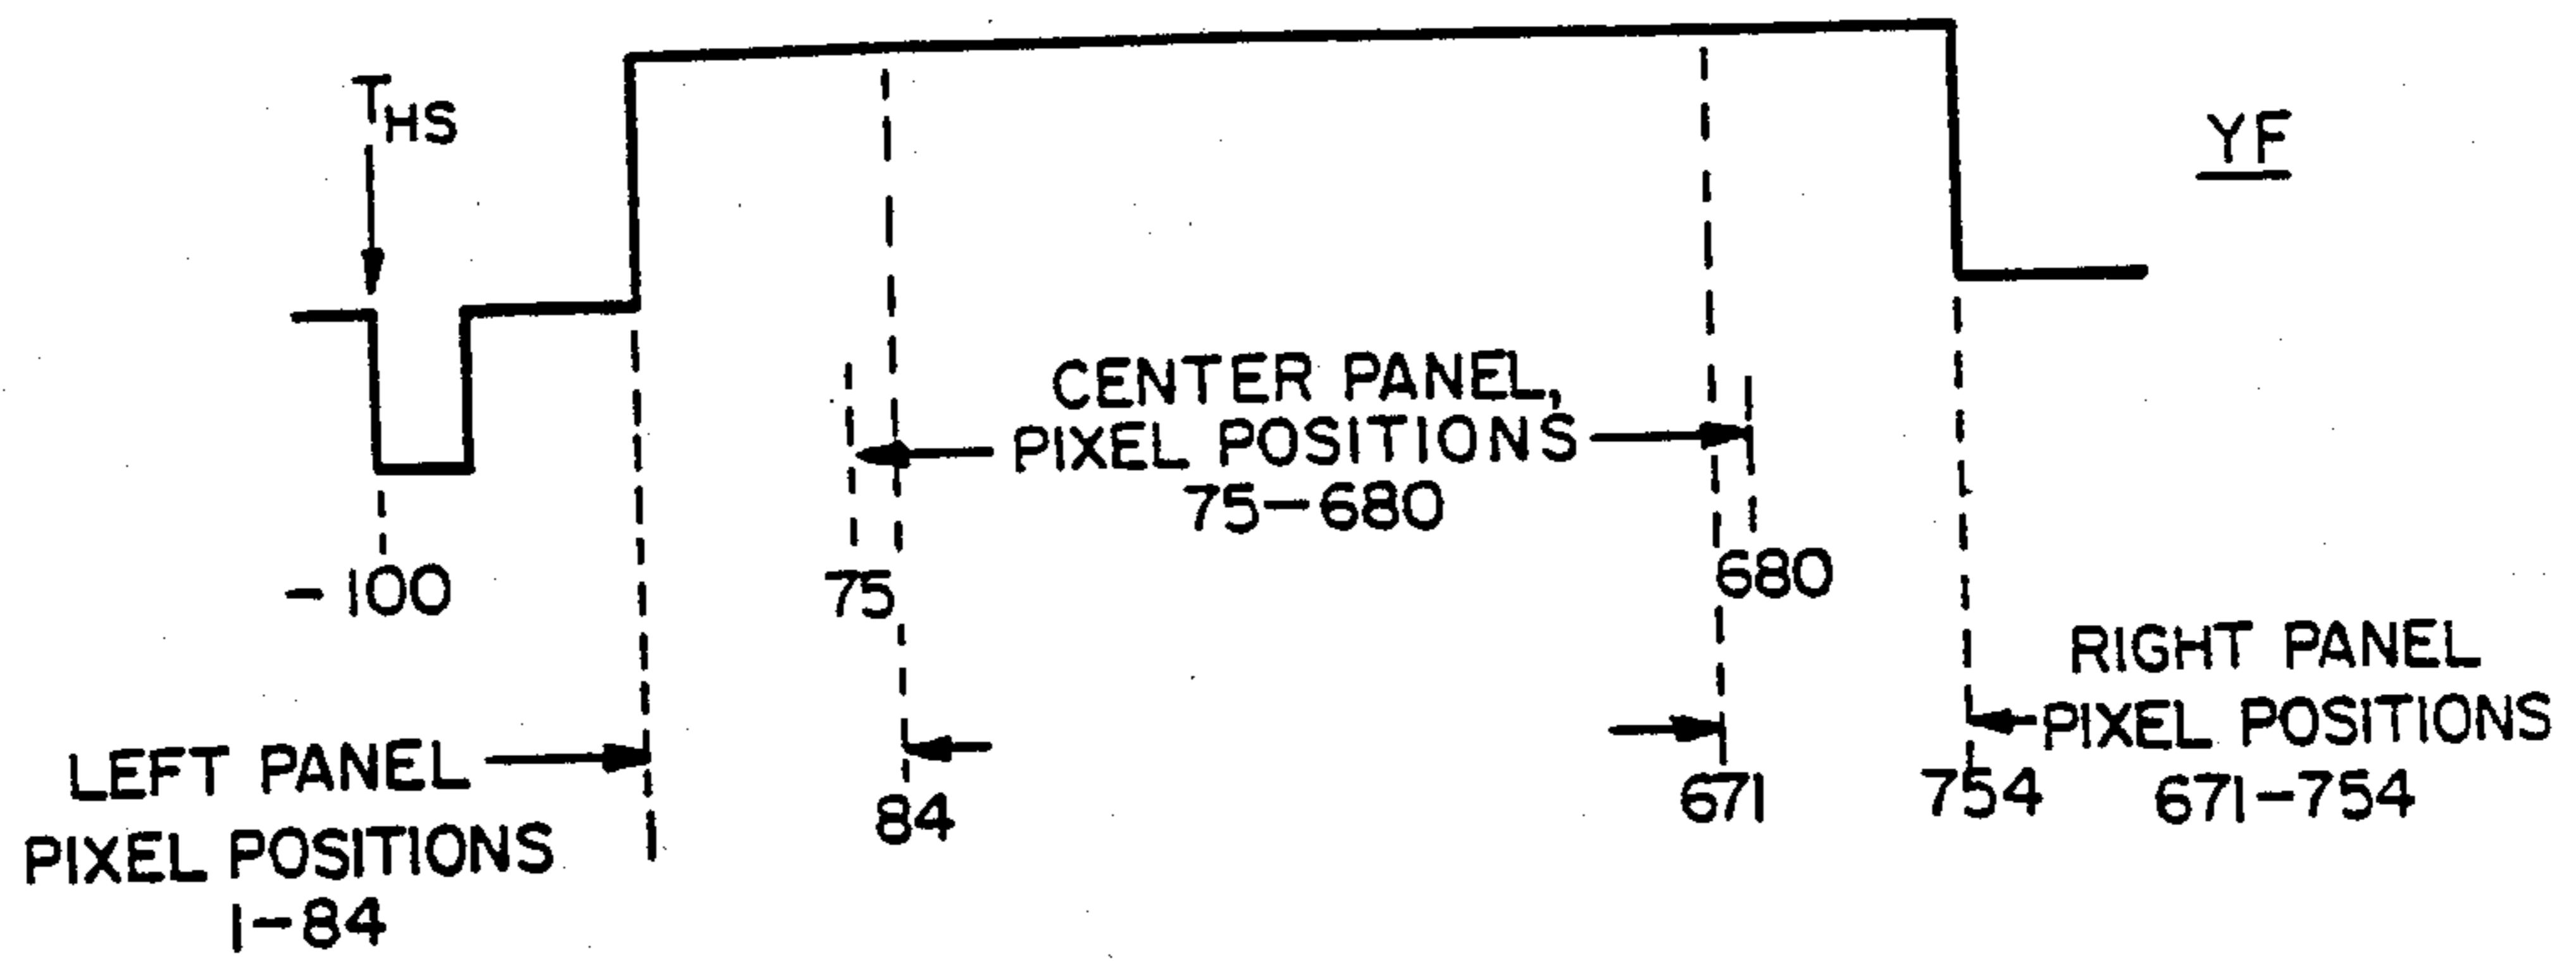 THS
YF
CENTER PANEL,
PIXEL POSITIONS
75-680
-100
75
680
RIGHT PANEL
PIXEL POSITIONS
671-754
LEFT PANEL
PIXEL POSITIONS
1-84
84
671
754